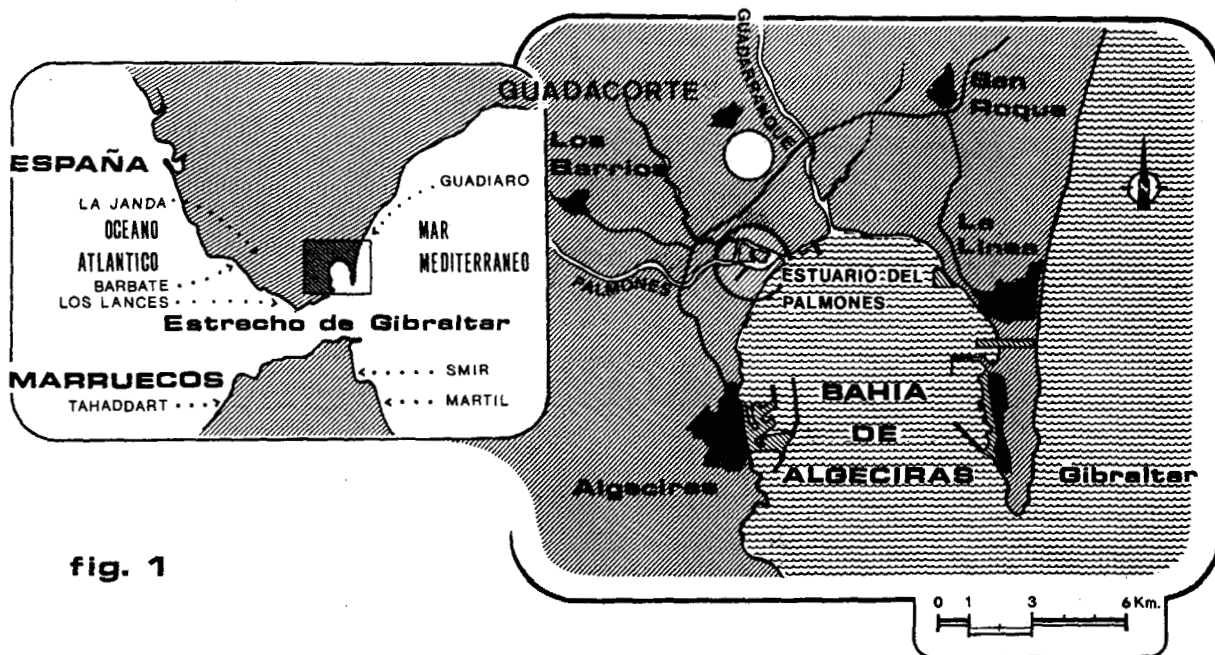 ESPAÑA
LA JANDA
OCEANO
ATLANTICO
BARBATE
LOS LANCES
GUADIARO
MAR
MEDITERRANEO
Estrecho de Gibraltar
MARRUECOS
TAHADDART
SMIR
MARTIL
GUADACORTE
GUADARRANQUE
San
Roque
Los
Barrios
La
Linea
PALMONES
ESTUARIO-DEL
PALMONES
BAHIA
DE
ALGECIRAS
Algeciras
Gibraltar
N
fig. 1
0 1 3 6 Km.